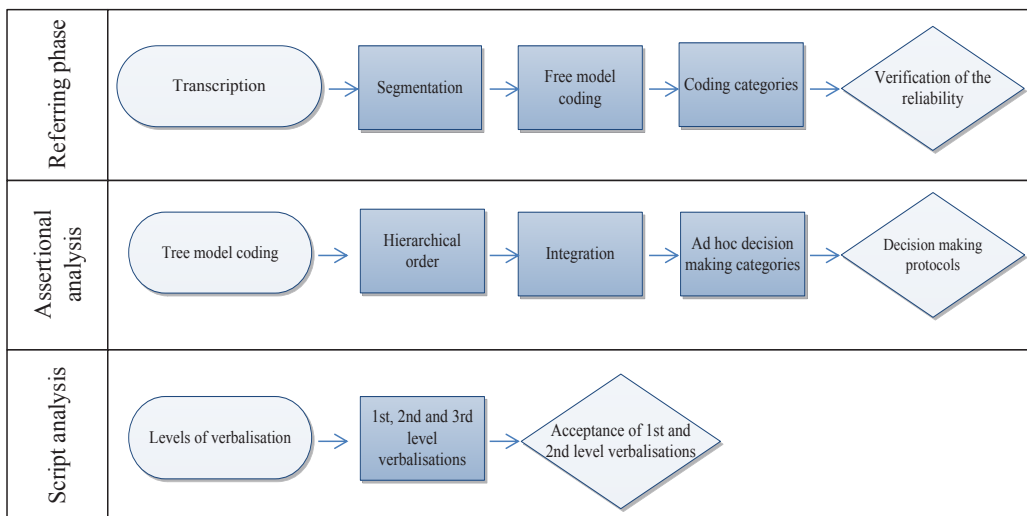 Referring phase
Transcription
Segmentation
Free model
coding
Coding categories
Verification of the
reliability
Assertional
analysis
Tree model coding
Hierarchical
order
Integration
Ad hoc decision
making categories
Decision making
protocols
Script analysis
Levels of verbalisation
1st, 2nd and 3rd
level
verbalisations
Acceptance of 1st and
2nd level verbalisations